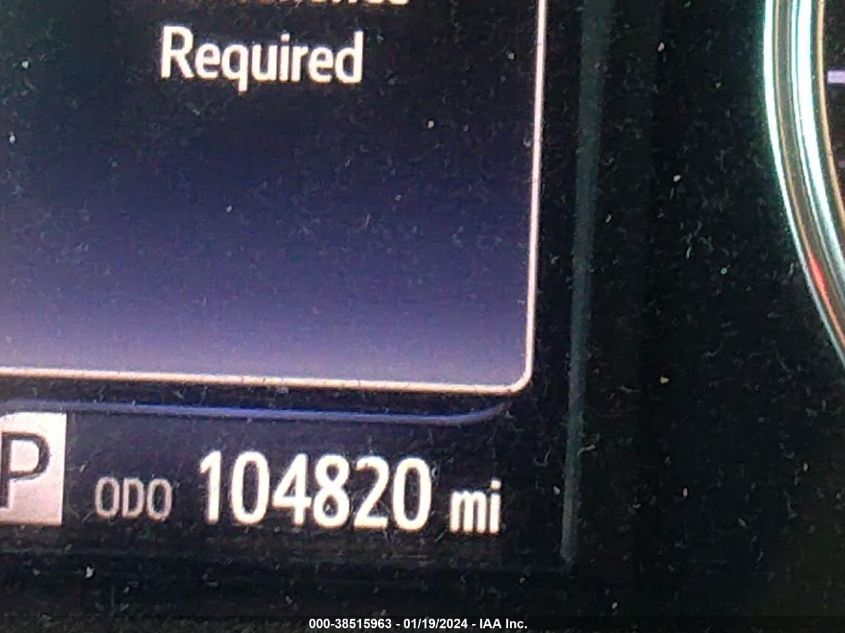 Required
P
ODO 104820 mi
000-38515963 - 01/19/2024 - IAA Inc.